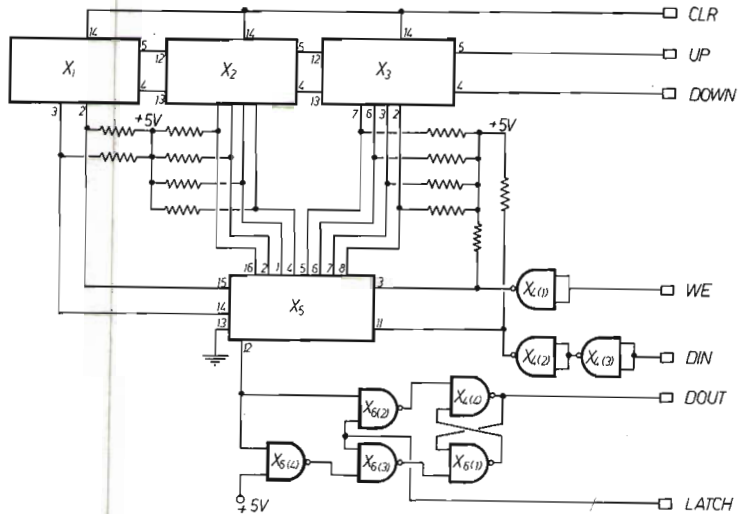 CLR
14 14 14
5 12 5 12 5 UP
X1 X2 X3
4 13 4 13 4 DOWN
3 2 7 6 3 2
+5V +5V
16 2 1 4 5 6 7 8
15 3 X4(1) WE
X5
14
13 11
12 X4(2) X4(3) DIN
X6(2) X4(4) DOUT
X6(4) X6(3) X6(1)
+5V LATCH